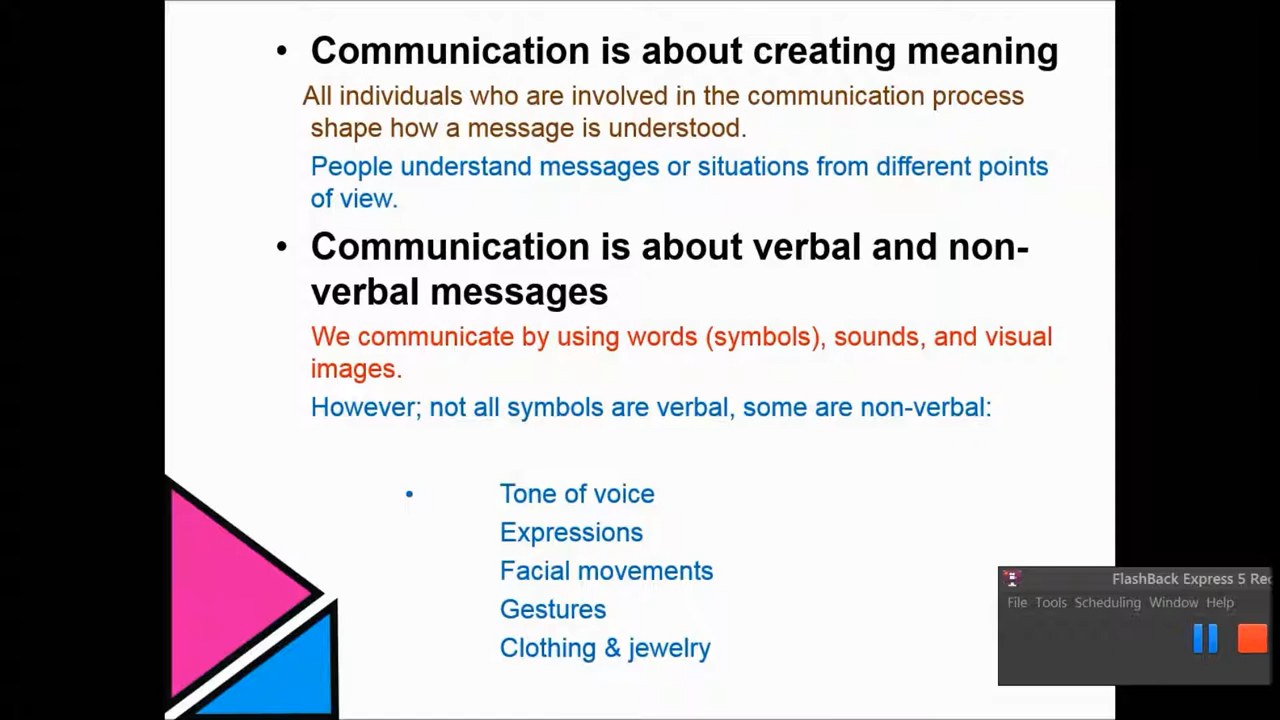 • Communication is about creating meaning
All individuals who are involved in the communication process
shape how a message is understood.
People understand messages or situations from different points
of view.
• Communication is about verbal and non-
verbal messages
We communicate by using words (symbols), sounds, and visual
images.
However; not all symbols are verbal, some are non-verbal:
• Tone of voice
Expressions
Facial movements
Gestures
Clothing & jewelry
FlashBack Express 5 Rec
File Tools Scheduling Window Help